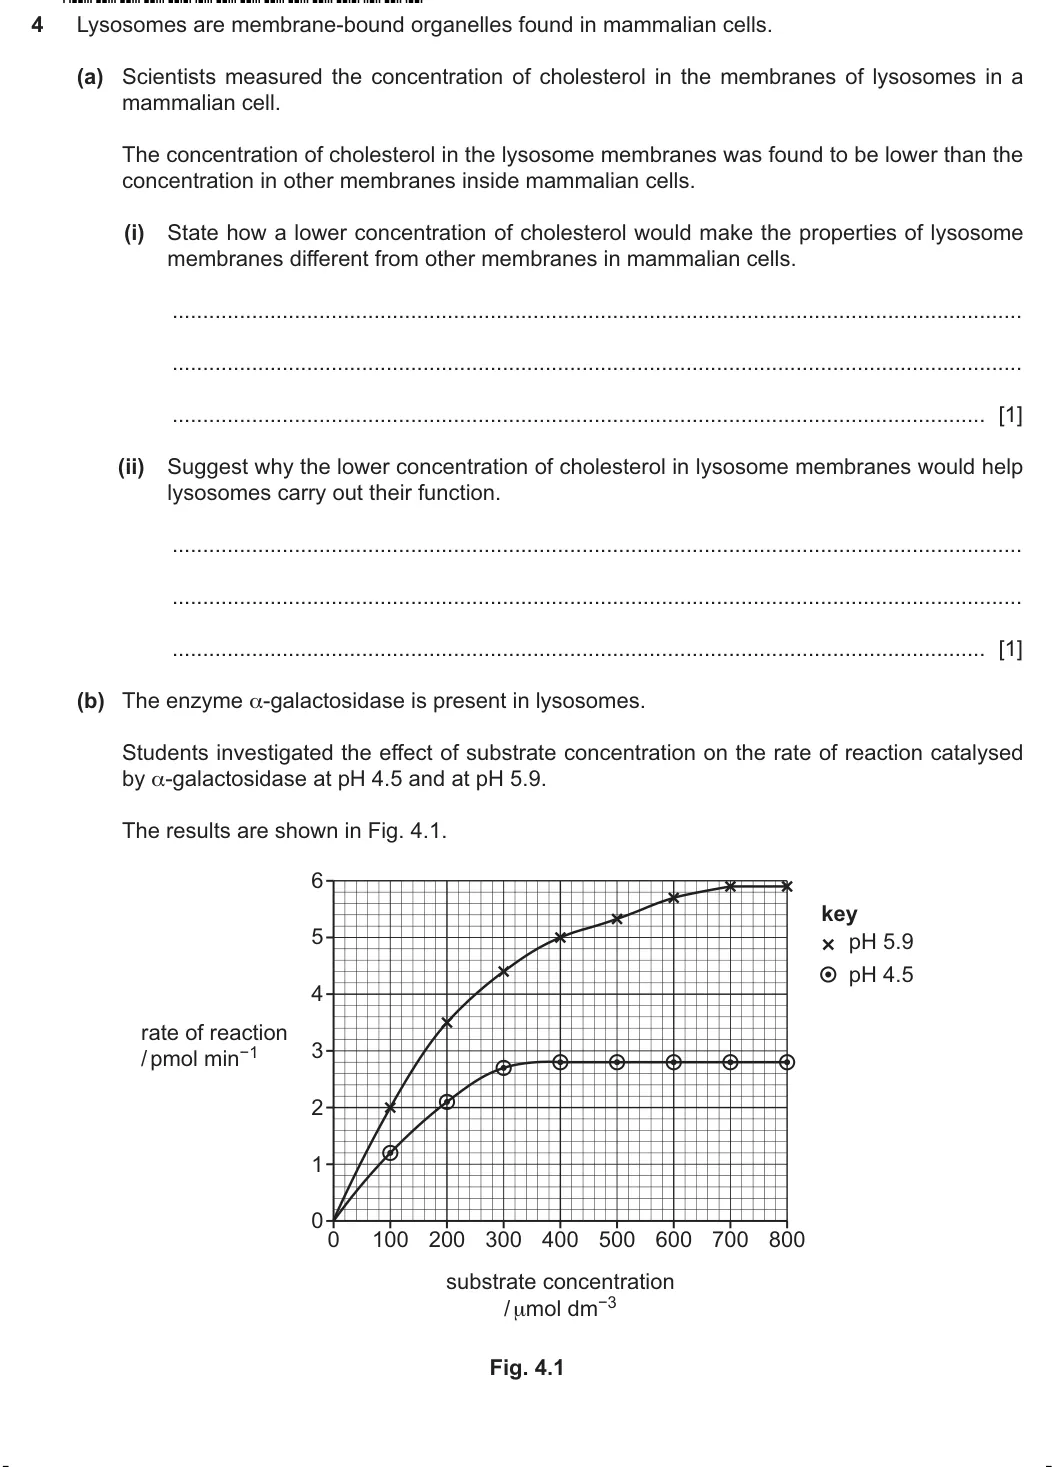 4 Lysosomes are membrane-bound organelles found in mammalian cells.
(a) Scientists measured the concentration of cholesterol in the membranes of lysosomes in a
mammalian cell.
The concentration of cholesterol in the lysosome membranes was found to be lower than the
concentration in other membranes inside mammalian cells.
(i) State how a lower concentration of cholesterol would make the properties of lysosome
membranes different from other membranes in mammalian cells.
[1]
(ii) Suggest why the lower concentration of cholesterol in lysosome membranes would help
lysosomes carry out their function.
[1]
(b) The enzyme α-galactosidase is present in lysosomes.
Students investigated the effect of substrate concentration on the rate of reaction catalysed
by α-galactosidase at pH 4.5 and at pH 5.9.
The results are shown in Fig. 4.1.
6
5
4
3
2
1
0
rate of reaction
/ pmol min⁻¹
key
× pH 5.9
⊙ pH 4.5
0 100 200 300 400 500 600 700 800
substrate concentration
/ μmol dm⁻³
Fig. 4.1